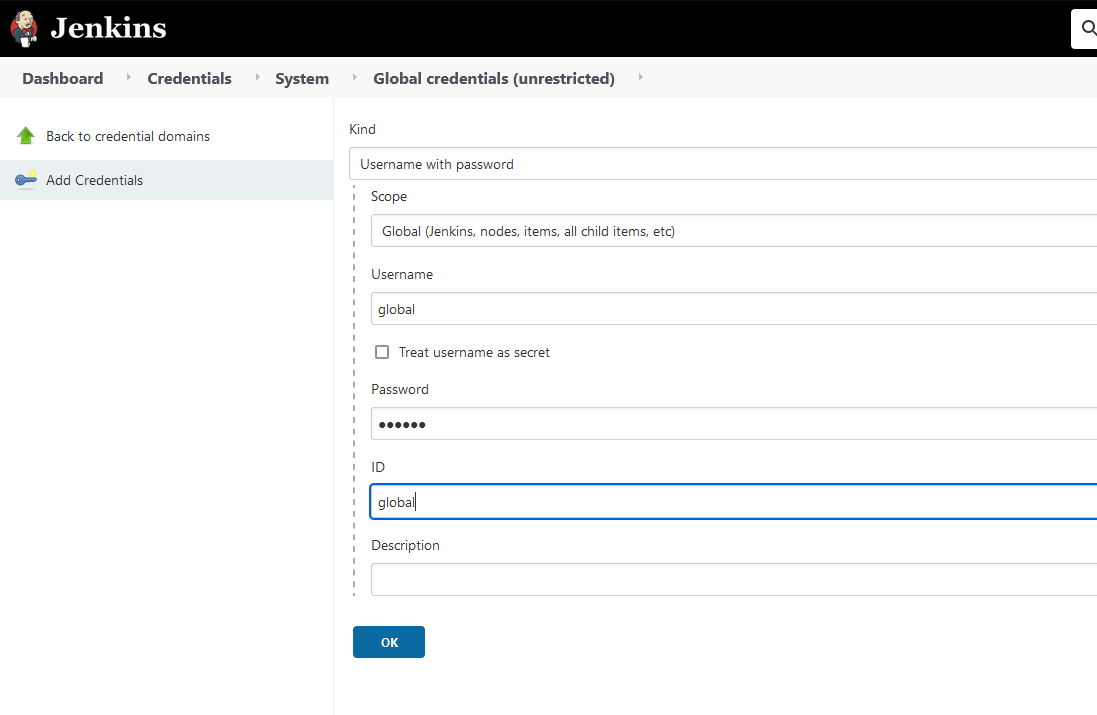 Jenkins
Dashboard Credentials System Global credentials (unrestricted)
Back to credential domains
Add Credentials
Kind
Username with password
Scope
Global (Jenkins, nodes, items, all child items, etc)
Username
global
Treat username as secret
Password
••••••
ID
global
Description
OK